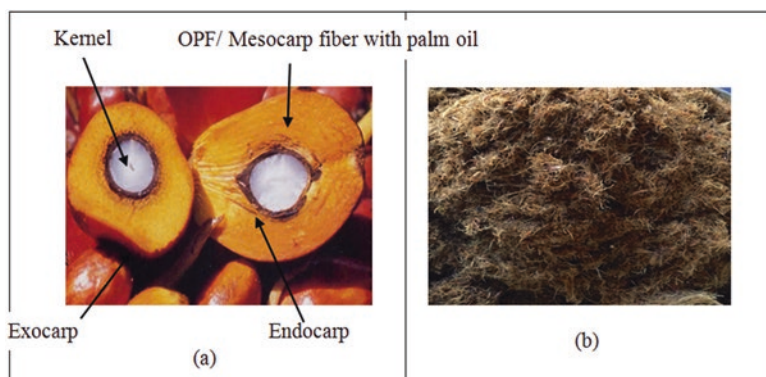 Kernel
OPF/ Mesocarp fiber with palm oil
Exocarp
Endocarp
(a)
(b)